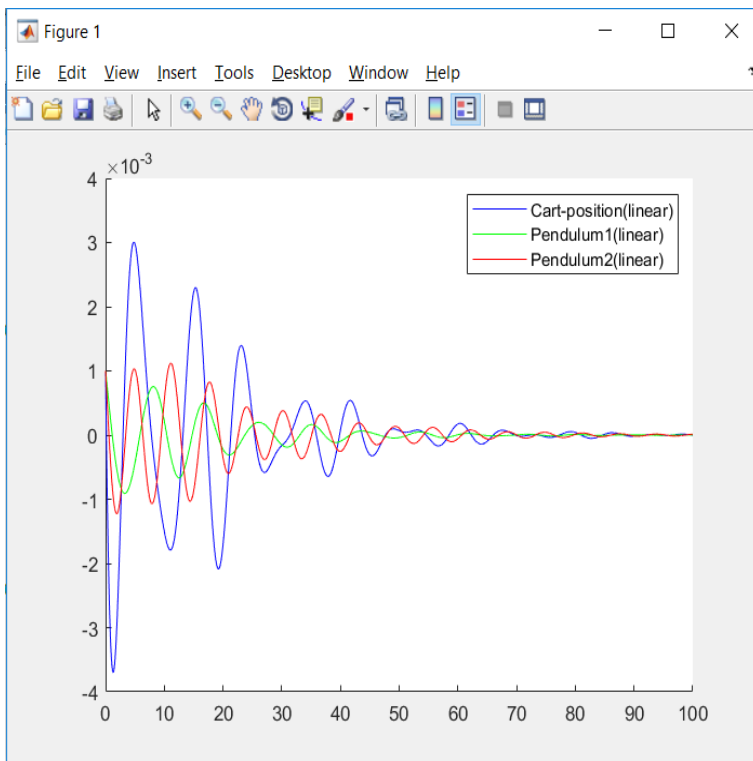 Figure 1
File Edit View Insert Tools Desktop Window Help
×10-3
4
3
2
1
0
-1
-2
-3
-4
0 10 20 30 40 50 60 70 80 90 100
Cart-position(linear)
Pendulum1(linear)
Pendulum2(linear)